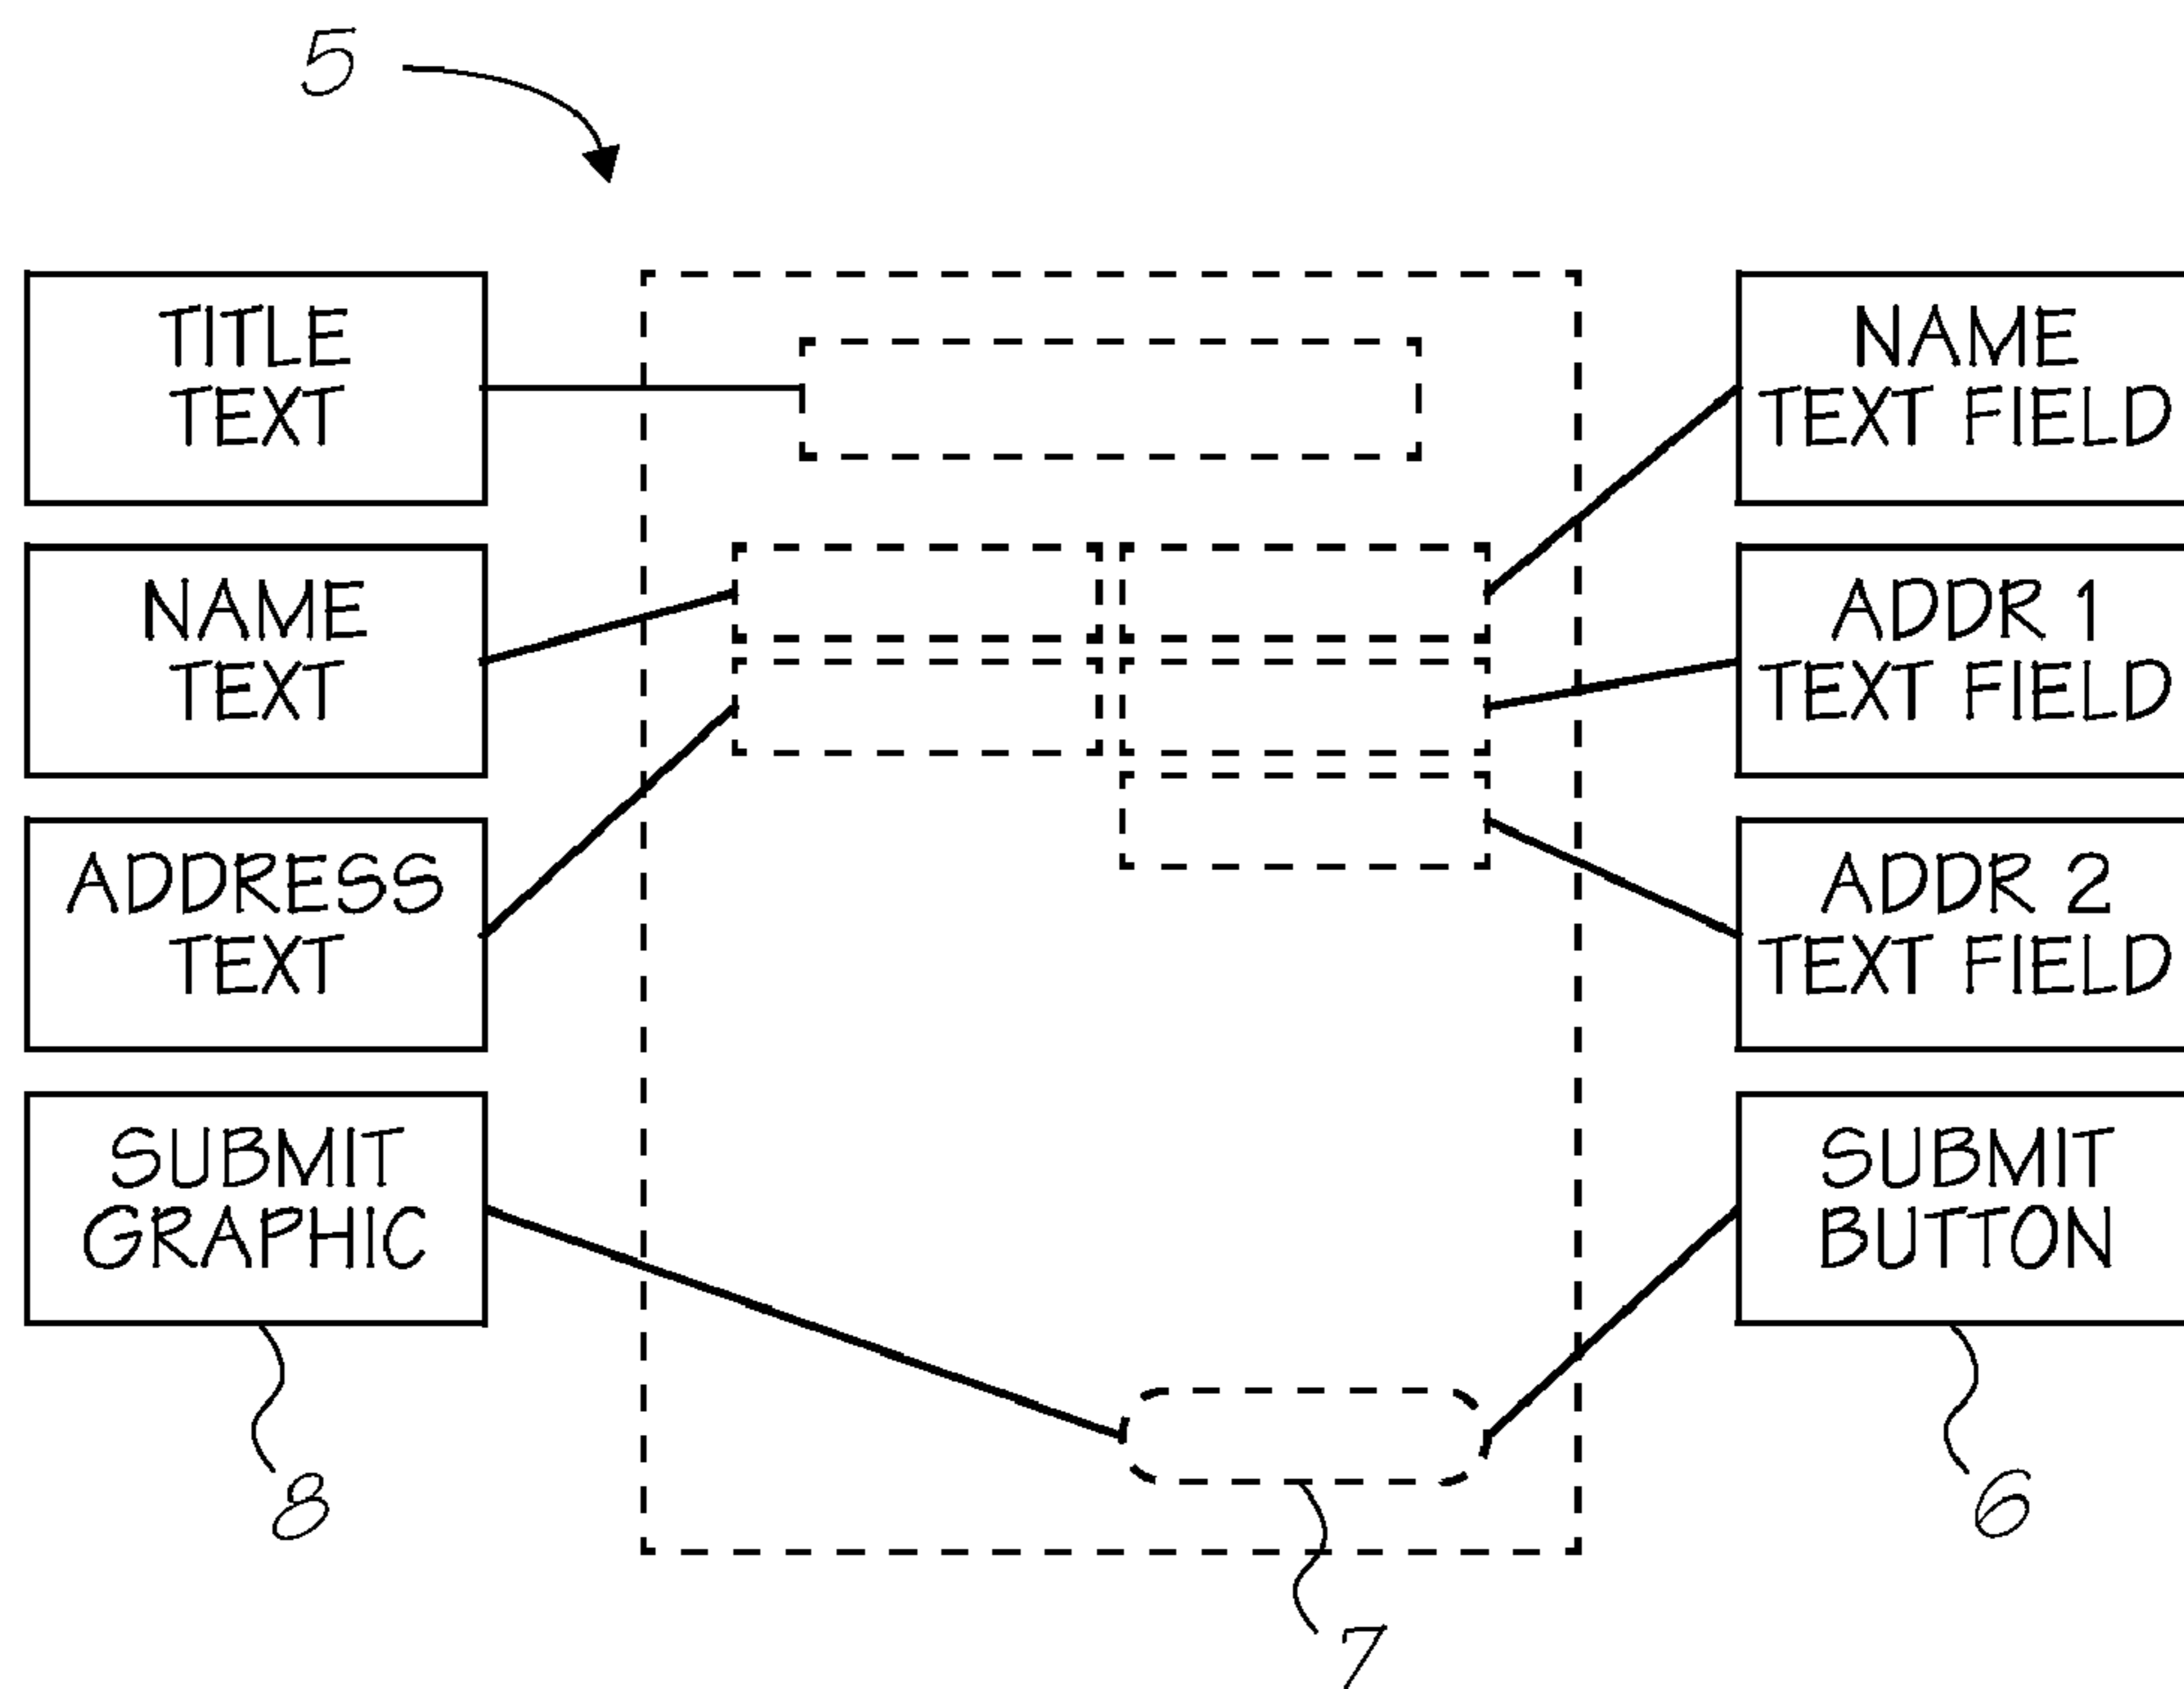 5
TITLE
TEXT
NAME
TEXT
ADDRESS
TEXT
SUBMIT
GRAPHIC
8
NAME
TEXT FIELD
ADDR 1
TEXT FIELD
ADDR 2
TEXT FIELD
SUBMIT
BUTTON
6
7